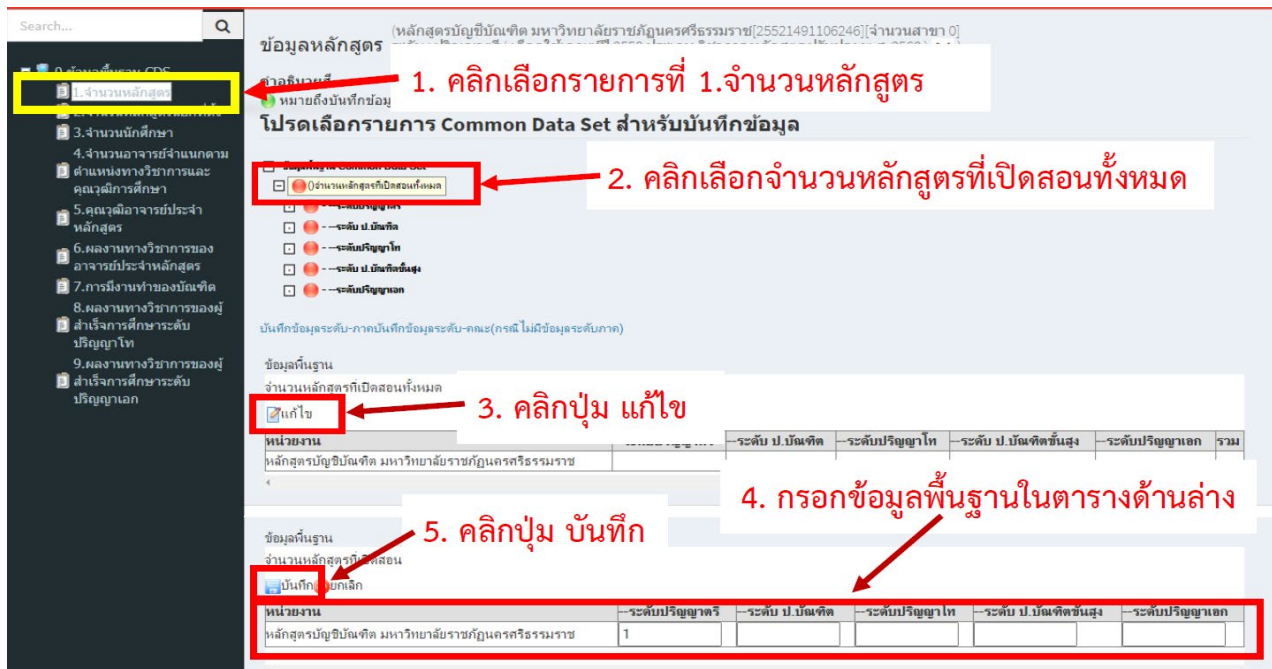 Search...
(หลักสูตรบัญชีบัณฑิต มหาวิทยาลัยราชภัฏนครศรีธรรมราช[25521491106246][จำนวนสาขา 0]
ข้อมูลหลักสูตร
1. คลิกเลือกรายการที่ 1.จำนวนหลักสูตร
หมายถึงบันทึกข้อมู
โปรดเลือกรายการ Common Data Set สำหรับบันทึกข้อมูล
1.จำนวนหลักสูตร
3.จำนวนนักศึกษา
4.จำนวนอาจารย์จำแนกตาม
ตำแหน่งทางวิชาการและ
คุณวุฒิการศึกษา
5.คุณวุฒิอาจารย์ประจำ
หลักสูตร
6.ผลงานทางวิชาการของ
อาจารย์ประจำหลักสูตร
7.การมีงานทำของบัณฑิต
8.ผลงานทางวิชาการของผู้
สำเร็จการศึกษาระดับ
ปริญญาโท
9.ผลงานทางวิชาการของผู้
สำเร็จการศึกษาระดับ
ปริญญาเอก
()จำนวนหลักสูตรที่เปิดสอนทั้งหมด
2. คลิกเลือกจำนวนหลักสูตรที่เปิดสอนทั้งหมด
- --ระดับปริญญาตรี
- --ระดับ ป.บัณฑิต
- --ระดับปริญญาโท
- --ระดับ ป.บัณฑิตชั้นสูง
- --ระดับปริญญาเอก
บันทึกข้อมูลระดับ-ภาคบันทึกข้อมูลระดับ-คณะ(กรณีไม่มีข้อมูลระดับภาค)
ข้อมูลพื้นฐาน
จำนวนหลักสูตรที่เปิดสอนทั้งหมด
แก้ไข
3. คลิกปุ่ม แก้ไข
หน่วยงาน --ระดับ ป.บัณฑิต --ระดับปริญญาโท --ระดับ ป.บัณฑิตชั้นสูง --ระดับปริญญาเอก รวม
หลักสูตรบัญชีบัณฑิต มหาวิทยาลัยราชภัฏนครศรีธรรมราช
4. กรอกข้อมูลพื้นฐานในตารางด้านล่าง
5. คลิกปุ่ม บันทึก
ข้อมูลพื้นฐาน
จำนวนหลักสูตรที่เปิดสอน
บันทึก ยกเลิก
หน่วยงาน --ระดับปริญญาตรี --ระดับ ป.บัณฑิต --ระดับปริญญาโท --ระดับ ป.บัณฑิตชั้นสูง --ระดับปริญญาเอก
หลักสูตรบัญชีบัณฑิต มหาวิทยาลัยราชภัฏนครศรีธรรมราช 1